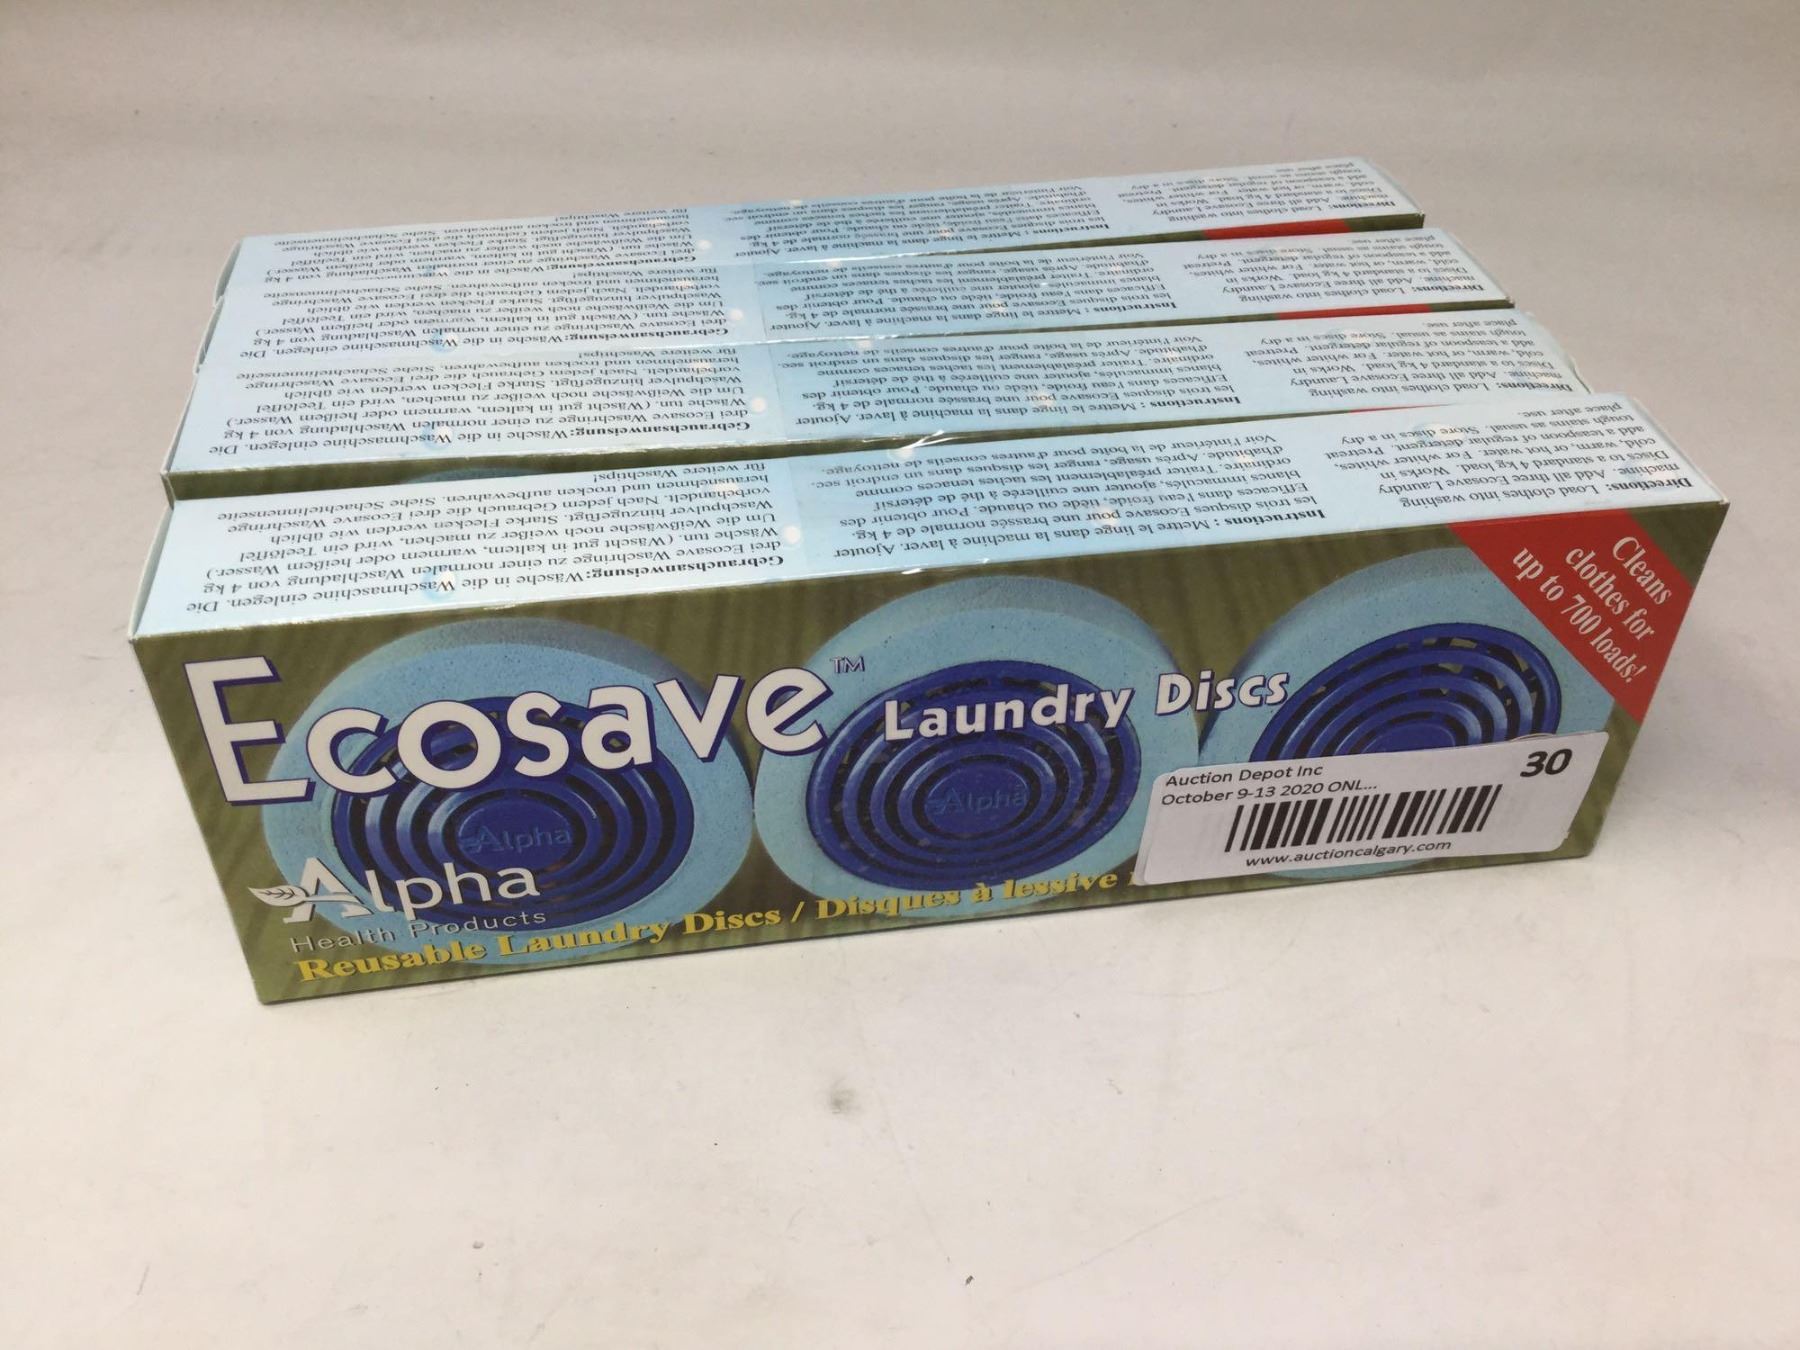 Ecosave™ Laundry Discs
Cleans
clothes for
up to 700 loads!
Alpha
Alpha
Alpha
Health Products
Reusable Laundry Discs / Disques à lessive
Auction Depot Inc
October 9-13 2020 ONL...
30
www.auctioncalgary.com
Directions: Load clothes into washing
machine. Add all three Ecosave Laundry
Discs to a standard 4 kg load. Works in
cold, warm, or hot water. For whiter whites,
add a teaspoon of regular detergent. Pretreat
tough stains as usual. Store discs in a dry
place after use.
Instructions : Mettre le linge dans la machine à laver. Ajouter
les trois disques Ecosave pour une brassée normale de 4 kg.
Efficaces dans l'eau froide, tiède ou chaude. Pour obtenir des
blancs immaculés, ajouter une cuillerée à thé de détersif
ordinaire. Traiter préalablement les taches tenaces comme
d'habitude. Après usage, ranger les disques dans un endroit sec.
Voir l'intérieur de la boîte pour d'autres conseils de nettoyage.
Gebrauchsanweisung: Wäsche in die Waschmaschine einlegen. Die
drei Ecosave Waschringe zu einer normalen Waschladung von 4 kg
Wäsche tun. (Wäscht gut in kaltem, warmem oder heißem Wasser.)
Um die Weißwäsche noch weißer zu machen, wird ein Teelöffel
Waschpulver hinzugefügt. Starke Flecken werden wie üblich
vorbehandelt. Nach jedem Gebrauch die drei Ecosave Waschringe
herausnehmen und trocken aufbewahren. Siehe Schachtelinnenseite
für weitere Waschtips!